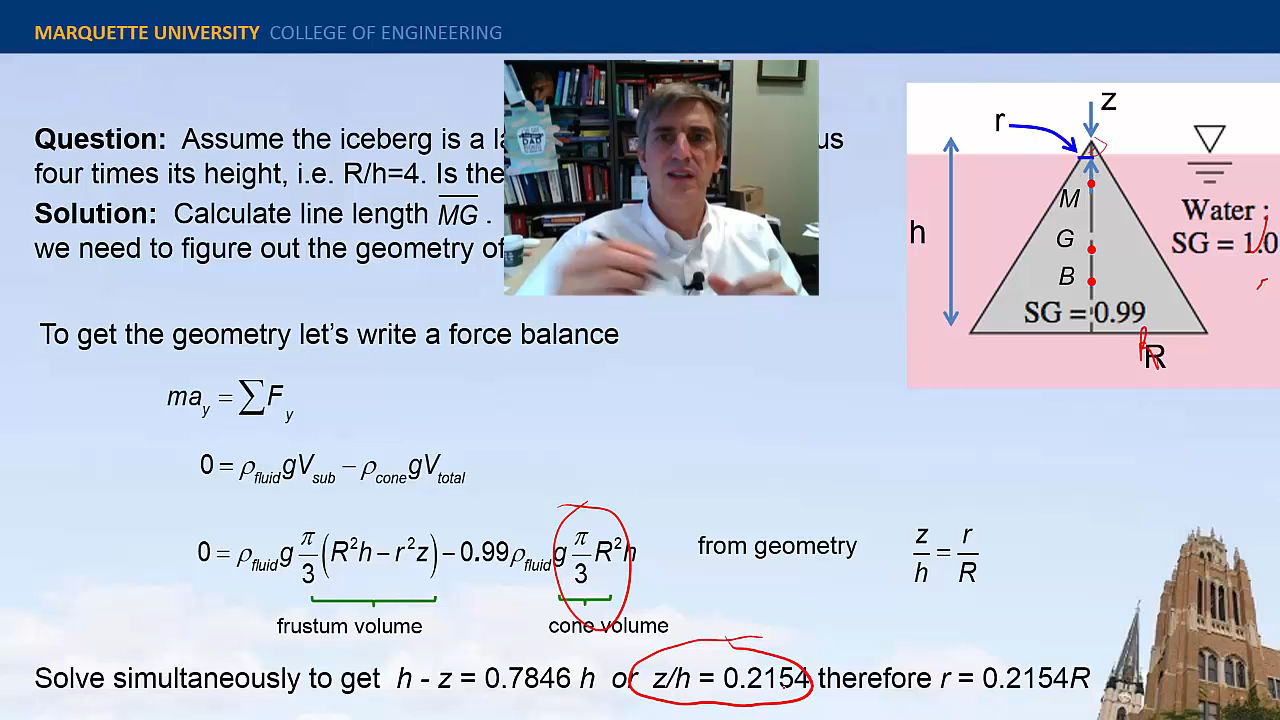 MARQUETTE UNIVERSITY COLLEGE OF ENGINEERING
Question: Assume the iceberg is a us
four times its height, i.e. R/h=4. Is the
Solution: Calculate line length MG .
we need to figure out the geometry of
DAD
To get the geometry let's write a force balance
ma_y = ∑F_y
0 = ρ_fluid gV_sub − ρ_cone gV_total
0 = ρ_fluid g π/3 (R²h − r²z) − 0.99ρ_fluid g π/3 R²h from geometry z/h = r/R
frustum volume cone volume
Solve simultaneously to get h - z = 0.7846 h or z/h = 0.2154 therefore r = 0.2154R
z
r
h
M
G
B
Water :
SG = 1.0
SG = 0.99
R